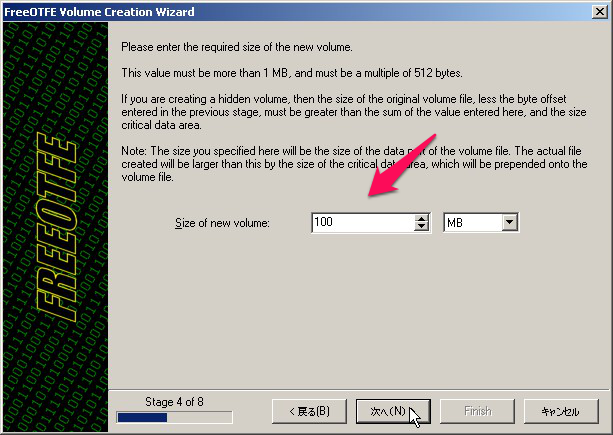 FreeOTFE Volume Creation Wizard
Please enter the required size of the new volume.
This value must be more than 1 MB, and must be a multiple of 512 bytes.
If you are creating a hidden volume, then the size of the original volume file, less the byte offset
entered in the previous stage, must be greater than the sum of the value entered here, and the size
critical data area.
Note: The size you specified here will be the size of the data of the volume file. The actual file
created will be larger than this by the size of the critical area, which will be prepended onto the
volume file.
FREEOTFE
Size of new volume:
100
MB
Stage 4 of 8
< 戻る(B)
次へ(N)
Finish
キャンセル